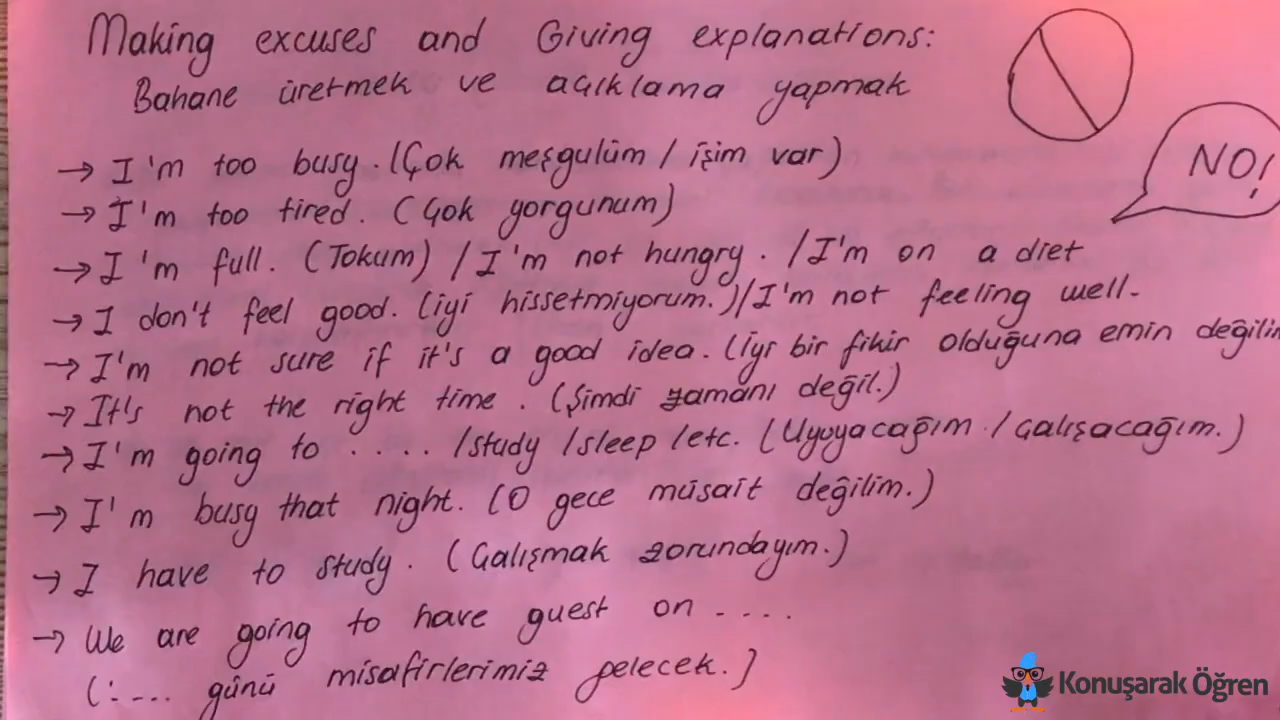 Making excuses and Giving explanations:
Bahane üretmek ve açıklama yapmak
→ I'm too busy. (Çok meşgulüm / işim var)
→ I'm too tired. (Çok yorgunum)
→ I'm full. (Tokum) / I'm not hungry. / I'm on a diet
→ I don't feel good. (iyi hissetmiyorum.) / I'm not feeling well.
→ I'm not sure if it's a good idea. (İyi bir fikir olduğuna emin değilim
→ It's not the right time. (Şimdi zamanı değil.)
→ I'm going to ..... /study /sleep /etc. (Uyuyacağım. / Çalışacağım.)
→ I'm busy that night. (O gece müsait değilim.)
→ I have to study. (Çalışmak zorundayım.)
→ We are going to have guest on ....
(:.... günü misafirlerimiz gelecek.)
NO!
Konuşarak Öğren